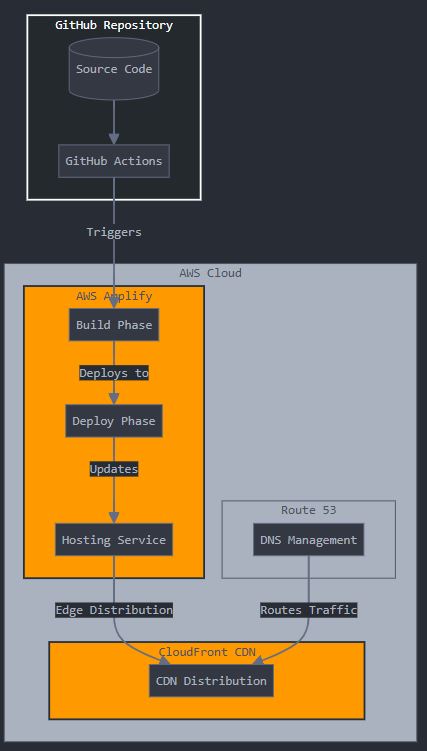 GitHub Repository
Source Code
GitHub Actions
Triggers
AWS Cloud
AWS Amplify
Build Phase
Deploys to
Deploy Phase
Updates
Route 53
Hosting Service
DNS Management
Edge Distribution
Routes Traffic
CloudFront CDN
CDN Distribution